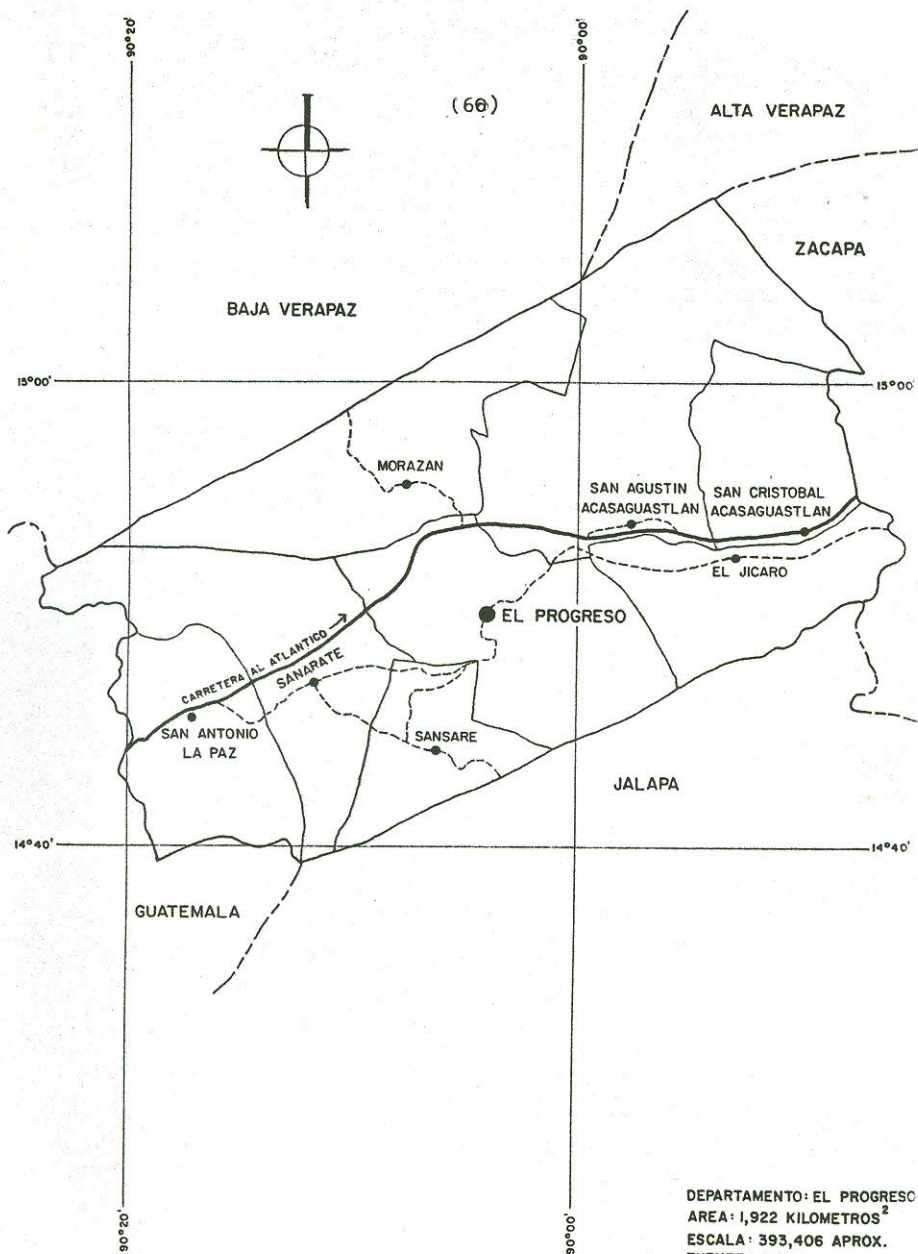 90°20'
90°00'
(60)
ALTA VERAPAZ
ZACAPA
BAJA VERAPAZ
15°00'
15°00'
MORAZAN
SAN AGUSTIN
ACASAGUASTLAN
SAN CRISTOBAL
ACASAGUASTLAN
EL JICARO
EL PROGRESO
CARRETERA AL ATLANTICO →
SANARATE
SAN ANTONIO
LA PAZ
SANSARE
JALAPA
14°40'
14°40'
GUATEMALA
90°20'
90°00'
DEPARTAMENTO: EL PROGRESO
AREA: 1,922 KILOMETROS²
ESCALA: 393,406 APROX.